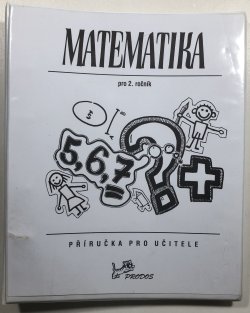 MATEMATIKA
pro 2. ročník
5,6,7
?
+
PŘÍRUČKA PRO UČITELE
PRODOS